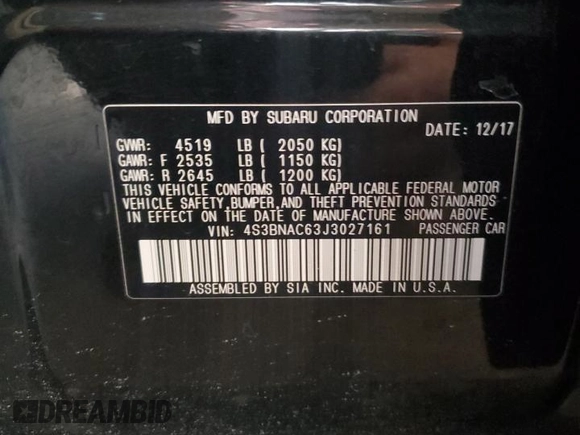 MFD BY SUBARU CORPORATION
DATE: 12/17
GVWR: 4519 LB ( 2050 KG)
GAWR: F 2535 LB ( 1150 KG)
GAWR: R 2645 LB ( 1200 KG)
THIS VEHICLE CONFORMS TO ALL APPLICABLE FEDERAL MOTOR
VEHICLE SAFETY, BUMPER, AND THEFT PREVENTION STANDARDS
IN EFFECT ON THE DATE OF MANUFACTURE SHOWN ABOVE.
VIN: 4S3BNAC63J3027161 PASSENGER CAR
ASSEMBLED BY SIA INC. MADE IN U.S.A.
DREAMBID